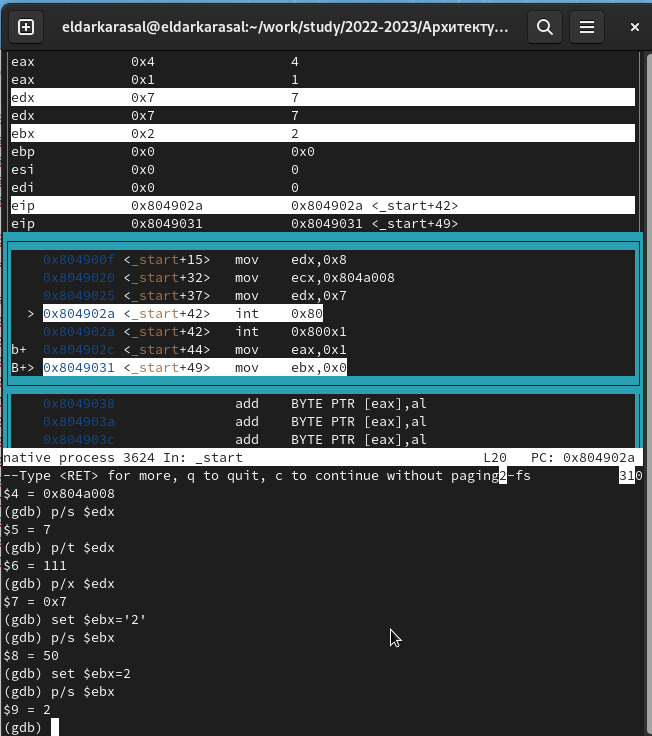 eldarkarasal@eldarkarasal:~/work/study/2022-2023/Архитекту...
eax 0x4 4
eax 0x1 1
edx 0x7 7
edx 0x7 7
ebx 0x2 2
ebp 0x0 0x0
esi 0x0 0
edi 0x0 0
eip 0x804902a 0x804902a <_start+42>
eip 0x8049031 0x8049031 <_start+49>
0x804900f <_start+15> mov edx,0x8
0x8049020 <_start+32> mov ecx,0x804a008
0x8049025 <_start+37> mov edx,0x7
> 0x804902a <_start+42> int 0x80
0x804902a <_start+42> int 0x800x1
b+ 0x804902c <_start+44> mov eax,0x1
B+> 0x8049031 <_start+49> mov ebx,0x0
0x8049038 add BYTE PTR [eax],al
0x804903a add BYTE PTR [eax],al
0x804903c add BYTE PTR [eax],al
native process 3624 In: _start L20 PC: 0x804902a
--Type <RET> for more, q to quit, c to continue without paging2-fs 310
$4 = 0x804a008
(gdb) p/s $edx
$5 = 7
(gdb) p/t $edx
$6 = 111
(gdb) p/x $edx
$7 = 0x7
(gdb) set $ebx='2'
(gdb) p/s $ebx
$8 = 50
(gdb) set $ebx=2
(gdb) p/s $ebx
$9 = 2
(gdb)